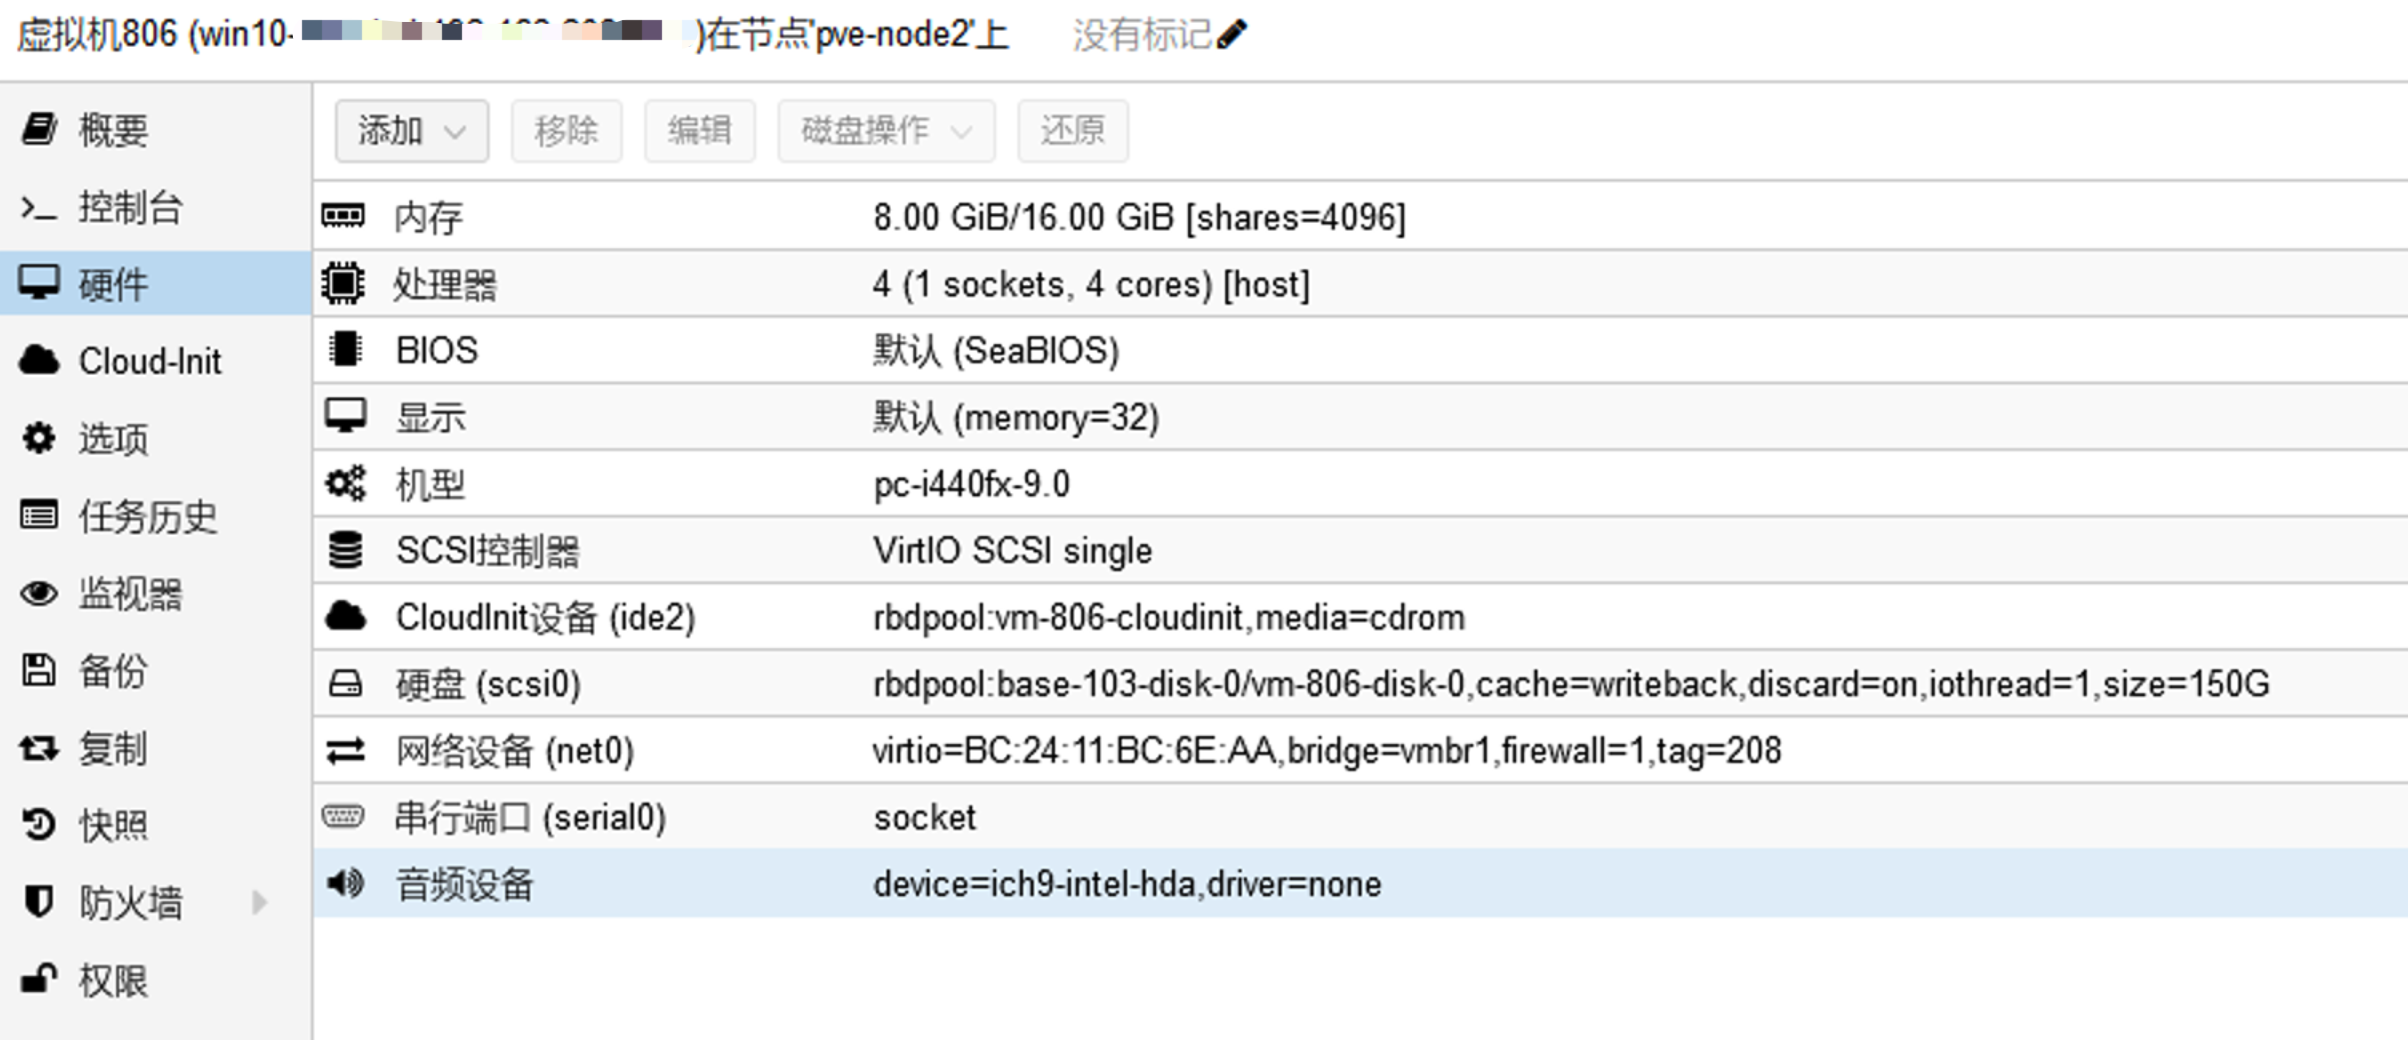 虚拟机806 (win10- )在节点'pve-node2'上 没有标记
添加 移除 编辑 磁盘操作 还原
概要
控制台
硬件
Cloud-Init
选项
任务历史
监视器
备份
复制
快照
防火墙
权限
内存 8.00 GiB/16.00 GiB [shares=4096]
处理器 4 (1 sockets, 4 cores) [host]
BIOS 默认 (SeaBIOS)
显示 默认 (memory=32)
机型 pc-i440fx-9.0
SCSI控制器 VirtIO SCSI single
CloudInit设备 (ide2) rbdpool:vm-806-cloudinit,media=cdrom
硬盘 (scsi0) rbdpool:base-103-disk-0/vm-806-disk-0,cache=writeback,discard=on,iothread=1,size=150G
网络设备 (net0) virtio=BC:24:11:BC:6E:AA,bridge=vmbr1,firewall=1,tag=208
串行端口 (serial0) socket
音频设备 device=ich9-intel-hda,driver=none